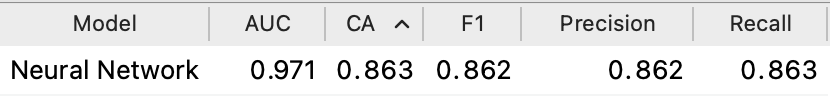 Model AUC CA F1 Precision Recall
Neural Network 0.971 0.863 0.862 0.862 0.863